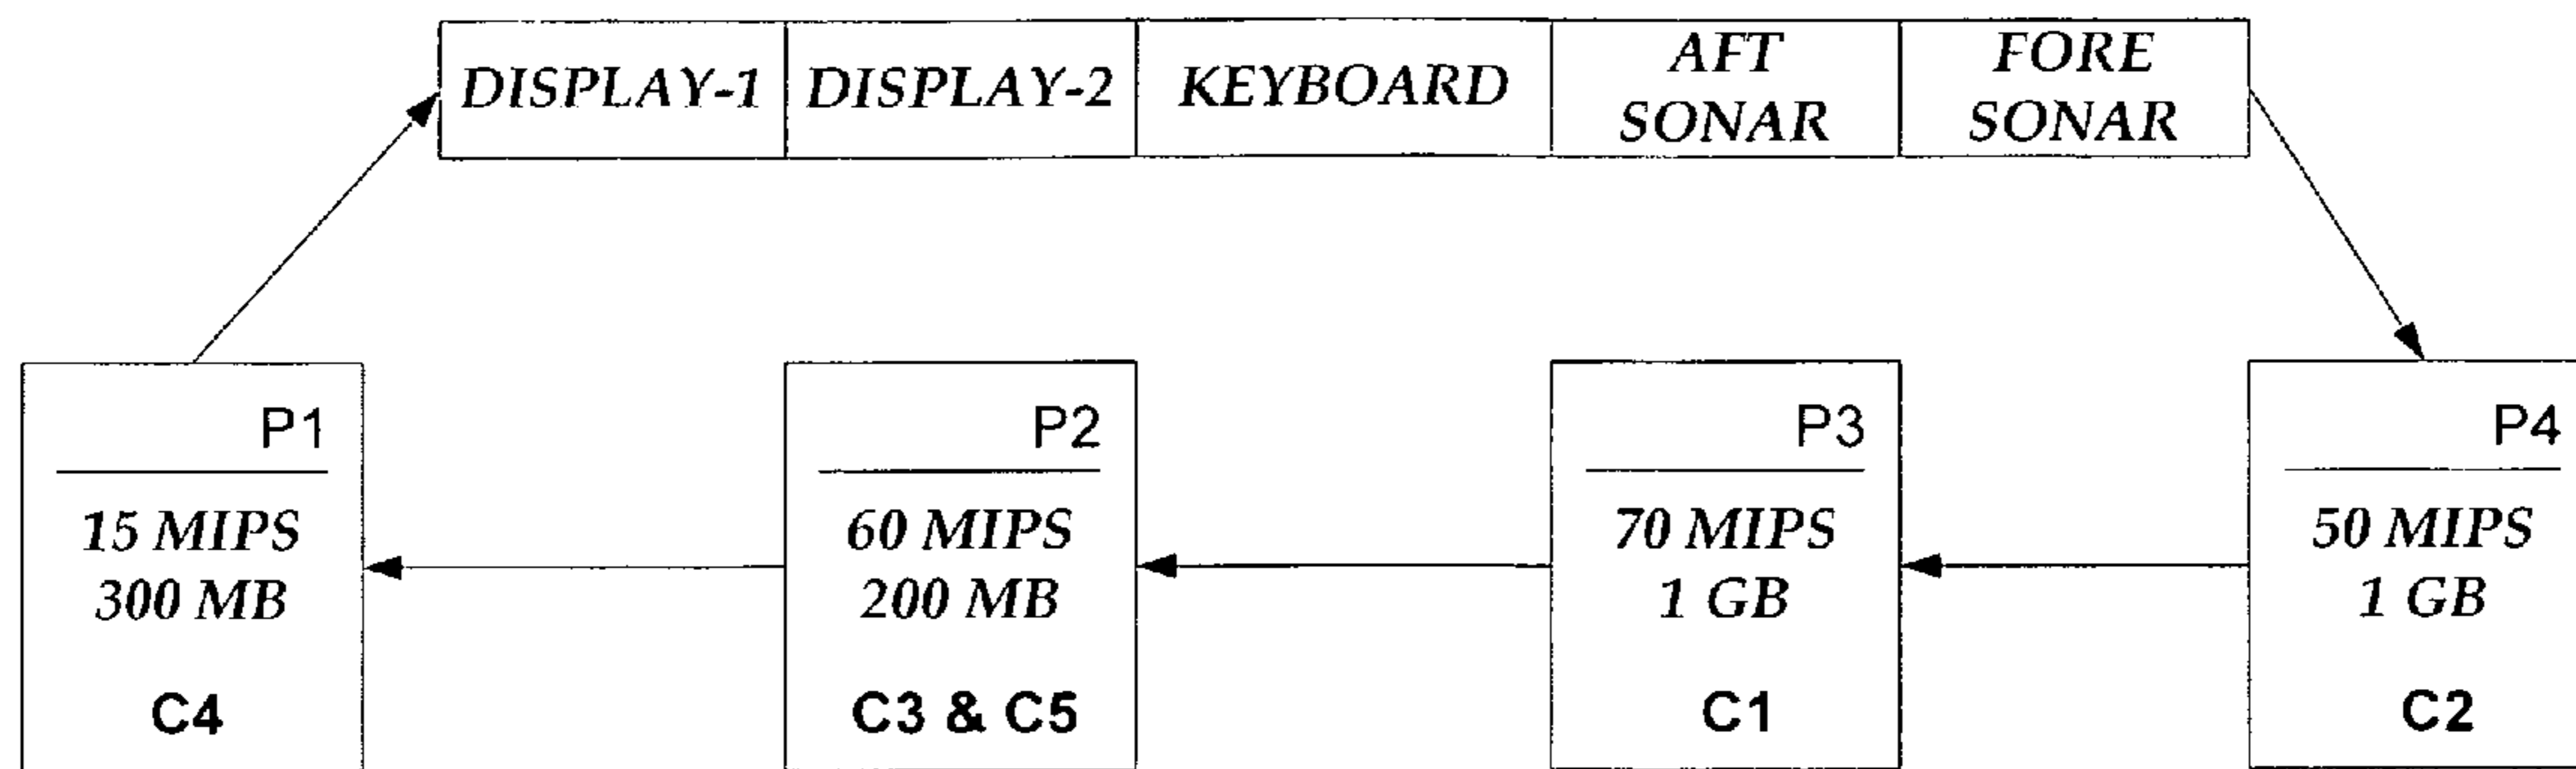 DISPLAY-1
DISPLAY-2
KEYBOARD
AFT
SONAR
FORE
SONAR
P1
15 MIPS
300 MB
C4
P2
60 MIPS
200 MB
C3 & C5
P3
70 MIPS
1 GB
C1
P4
50 MIPS
1 GB
C2